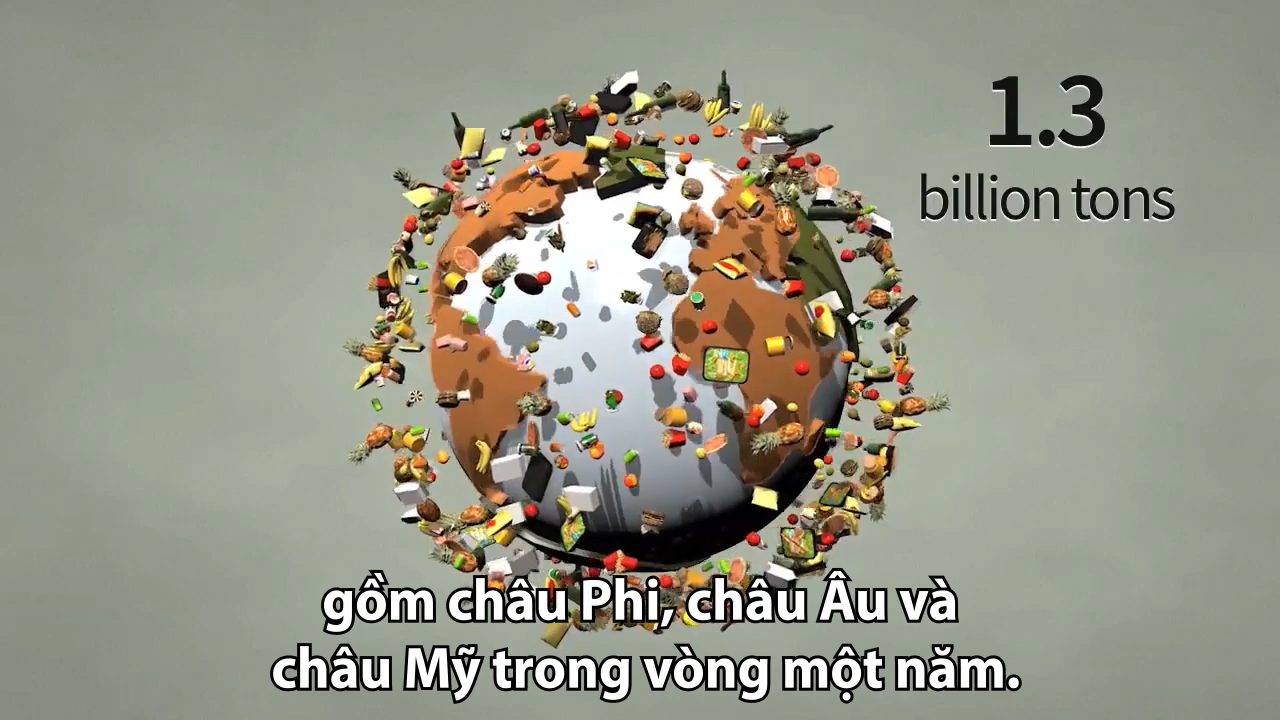 1.3
billion tons
gồm châu Phi, châu Âu và
châu Mỹ trong vòng một năm.